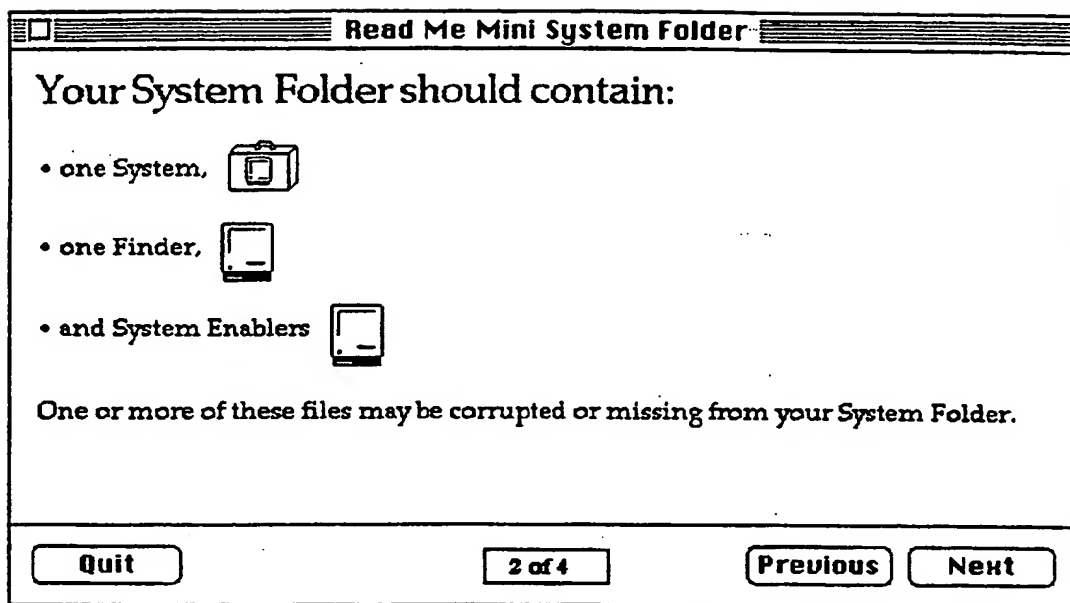 Read Me Mini System Folder
Your System Folder should contain:
• one System,
• one Finder,
• and System Enablers
One or more of these files may be corrupted or missing from your System Folder.
Quit
2 of 4
Previous
Next